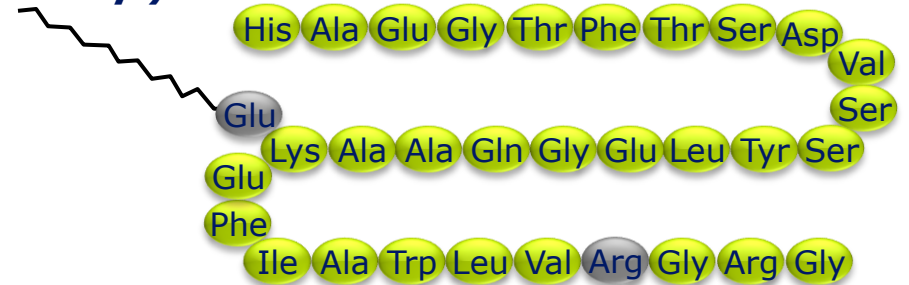 His Ala Glu Gly Thr Phe Thr Ser Asp
Val
Ser
Glu
Lys Ala Ala Gln Gly Glu Leu Tyr Ser
Glu
Phe
Ile Ala Trp Leu Val Arg Gly Arg Gly